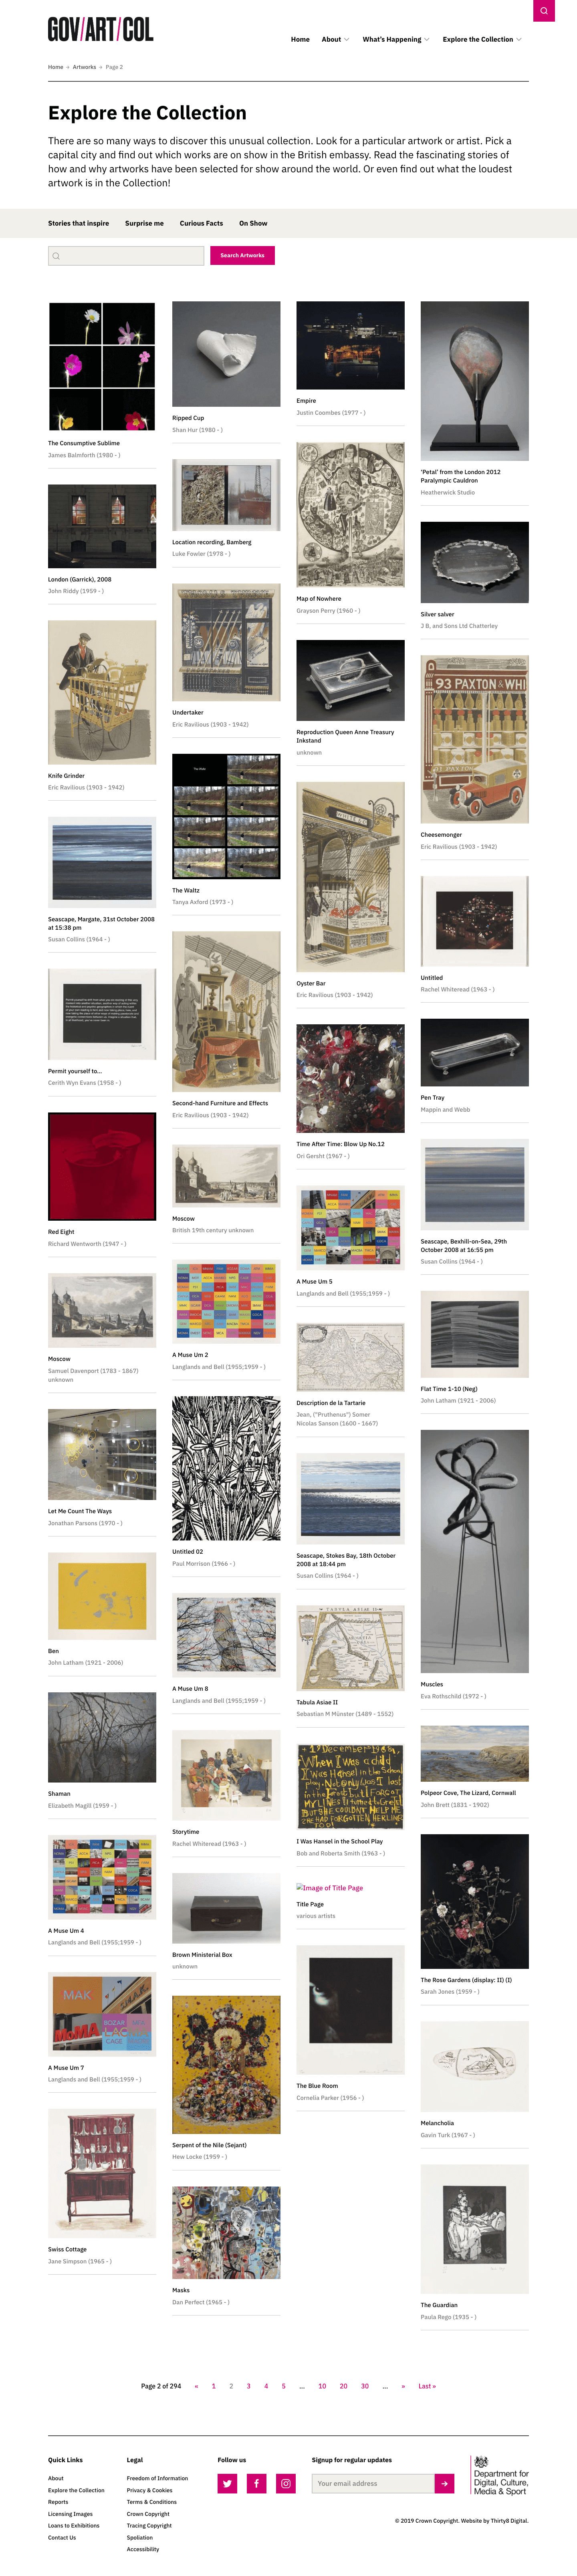 GOV/ART/COL
Home
About
What's Happening
Explore the Collection
Home » Artworks » Page 2
Explore the Collection
There are so many ways to discover this unusual collection. Look for a particular artwork or artist. Pick a
capital city and find out which works are on show in the British embassy. Read the fascinating stories of
how and why artworks have been selected for show around the world. Or even find out what the loudest
artwork is in the Collection!
Stories that inspire
Surprise me
Curious Facts
On Show
Search Artworks
The Consumptive Sublime
James Balmforth (1980 - )
London (Garrick), 2008
John Riddy (1959 - )
Knife Grinder
Eric Ravilious (1903 - 1942)
Seascape, Margate, 31st October 2008
at 15:38 pm
Susan Collins (1964 - )
Permit yourself to...
Cerith Wyn Evans (1958 - )
Red Eight
Richard Wentworth (1947 - )
Moscow
Samuel Davenport (1783 - 1867)
unknown
Let Me Count The Ways
Jonathan Parsons (1970 - )
Ben
John Latham (1921 - 2006)
Shaman
Elizabeth Magill (1959 - )
A Muse Um 4
Langlands and Bell (1955;1959 - )
MAK
MoMA
BOZAR
LAC
CAGE
A Muse Um 7
Langlands and Bell (1955;1959 - )
Swiss Cottage
Jane Simpson (1965 - )
Ripped Cup
Shan Hur (1980 - )
Location recording, Bamberg
Luke Fowler (1978 - )
Undertaker
Eric Ravilious (1903 - 1942)
The Waltz
Tanya Axford (1973 - )
Second-hand Furniture and Effects
Eric Ravilious (1903 - 1942)
Moscow
British 19th century unknown
A Muse Um 2
Langlands and Bell (1955;1959 - )
Untitled 02
Paul Morrison (1966 - )
A Muse Um 8
Langlands and Bell (1955;1959 - )
Storytime
Rachel Whiteread (1963 - )
Brown Ministerial Box
unknown
Serpent of the Nile (Sejant)
Hew Locke (1959 - )
Masks
Dan Perfect (1965 - )
Empire
Justin Coombes (1977 - )
Map of Nowhere
Grayson Perry (1960 - )
Reproduction Queen Anne Treasury
Inkstand
unknown
Oyster Bar
Eric Ravilious (1903 - 1942)
Time After Time: Blow Up No.12
Ori Gersht (1967 - )
A Muse Um 5
Langlands and Bell (1955;1959 - )
Description de la Tartarie
Jean, ("Pruthenus") Somer
Nicolas Sanson (1600 - 1667)
Seascape, Stokes Bay, 18th October
2008 at 18:44 pm
Susan Collins (1964 - )
Tabula Asiae II
Sebastian M Münster (1489 - 1552)
I Was Hansel in the School Play
Bob and Roberta Smith (1963 - )
Image of Title Page
Title Page
various artists
The Blue Room
Cornelia Parker (1956 - )
'Petal' from the London 2012
Paralympic Cauldron
Heatherwick Studio
Silver salver
J B, and Sons Ltd Chatterley
93 PAXTON & WHI
Cheesemonger
Eric Ravilious (1903 - 1942)
Untitled
Rachel Whiteread (1963 - )
Pen Tray
Mappin and Webb
Seascape, Bexhill-on-Sea, 29th
October 2008 at 16:55 pm
Susan Collins (1964 - )
Flat Time 1-10 (Neg)
John Latham (1921 - 2006)
Muscles
Eva Rothschild (1972 - )
Polpeor Cove, The Lizard, Cornwall
John Brett (1831 - 1902)
The Rose Gardens (display: II) (I)
Sarah Jones (1959 - )
Melancholia
Gavin Turk (1967 - )
The Guardian
Paula Rego (1935 - )
Page 2 of 294 « 1 2 3 4 5 ... 10 20 30 ... » Last »
Quick Links
About
Explore the Collection
Reports
Licensing Images
Loans to Exhibitions
Contact Us
Legal
Freedom of Information
Privacy & Cookies
Terms & Conditions
Crown Copyright
Tracing Copyright
Spoliation
Accessibility
Follow us
Signup for regular updates
Your email address
Department for
Digital, Culture,
Media & Sport
© 2019 Crown Copyright. Website by Thirty8 Digital.